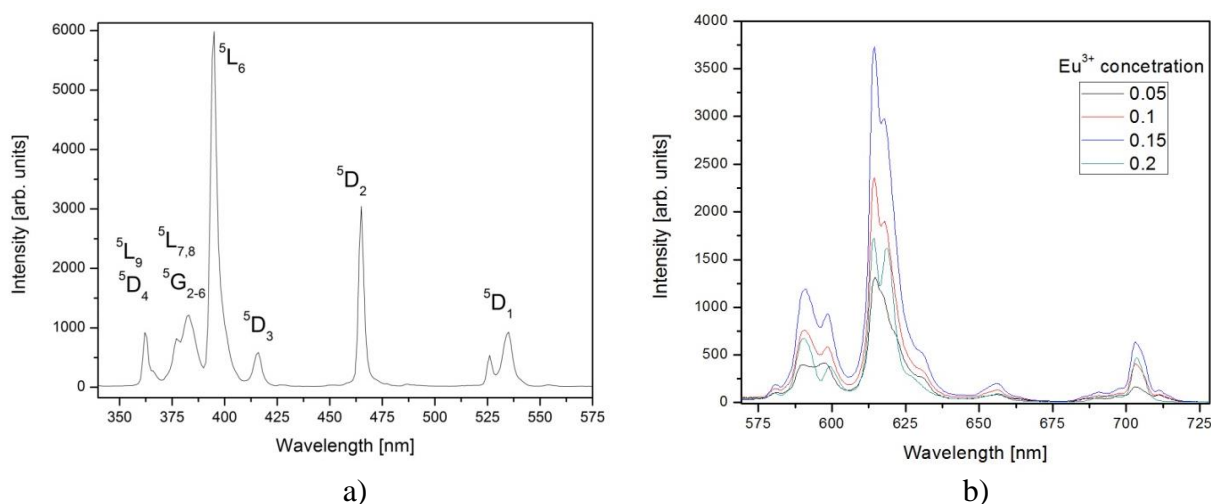 6000
5000
4000
3000
2000
1000
0
Intensity [arb. units]
⁵L₆
⁵D₂
⁵L₉
⁵L₇,₈
⁵D₄
⁵G₂₋₆
⁵D₃
⁵D₁
350 375 400 425 450 475 500 525 550 575
Wavelength [nm]
a)
4000
3500
3000
2500
2000
1500
1000
500
0
Intensity [arb. units]
Eu³⁺ concetration
0.05
0.1
0.15
0.2
575 600 625 650 675 700 725
Wavelength [nm]
b)